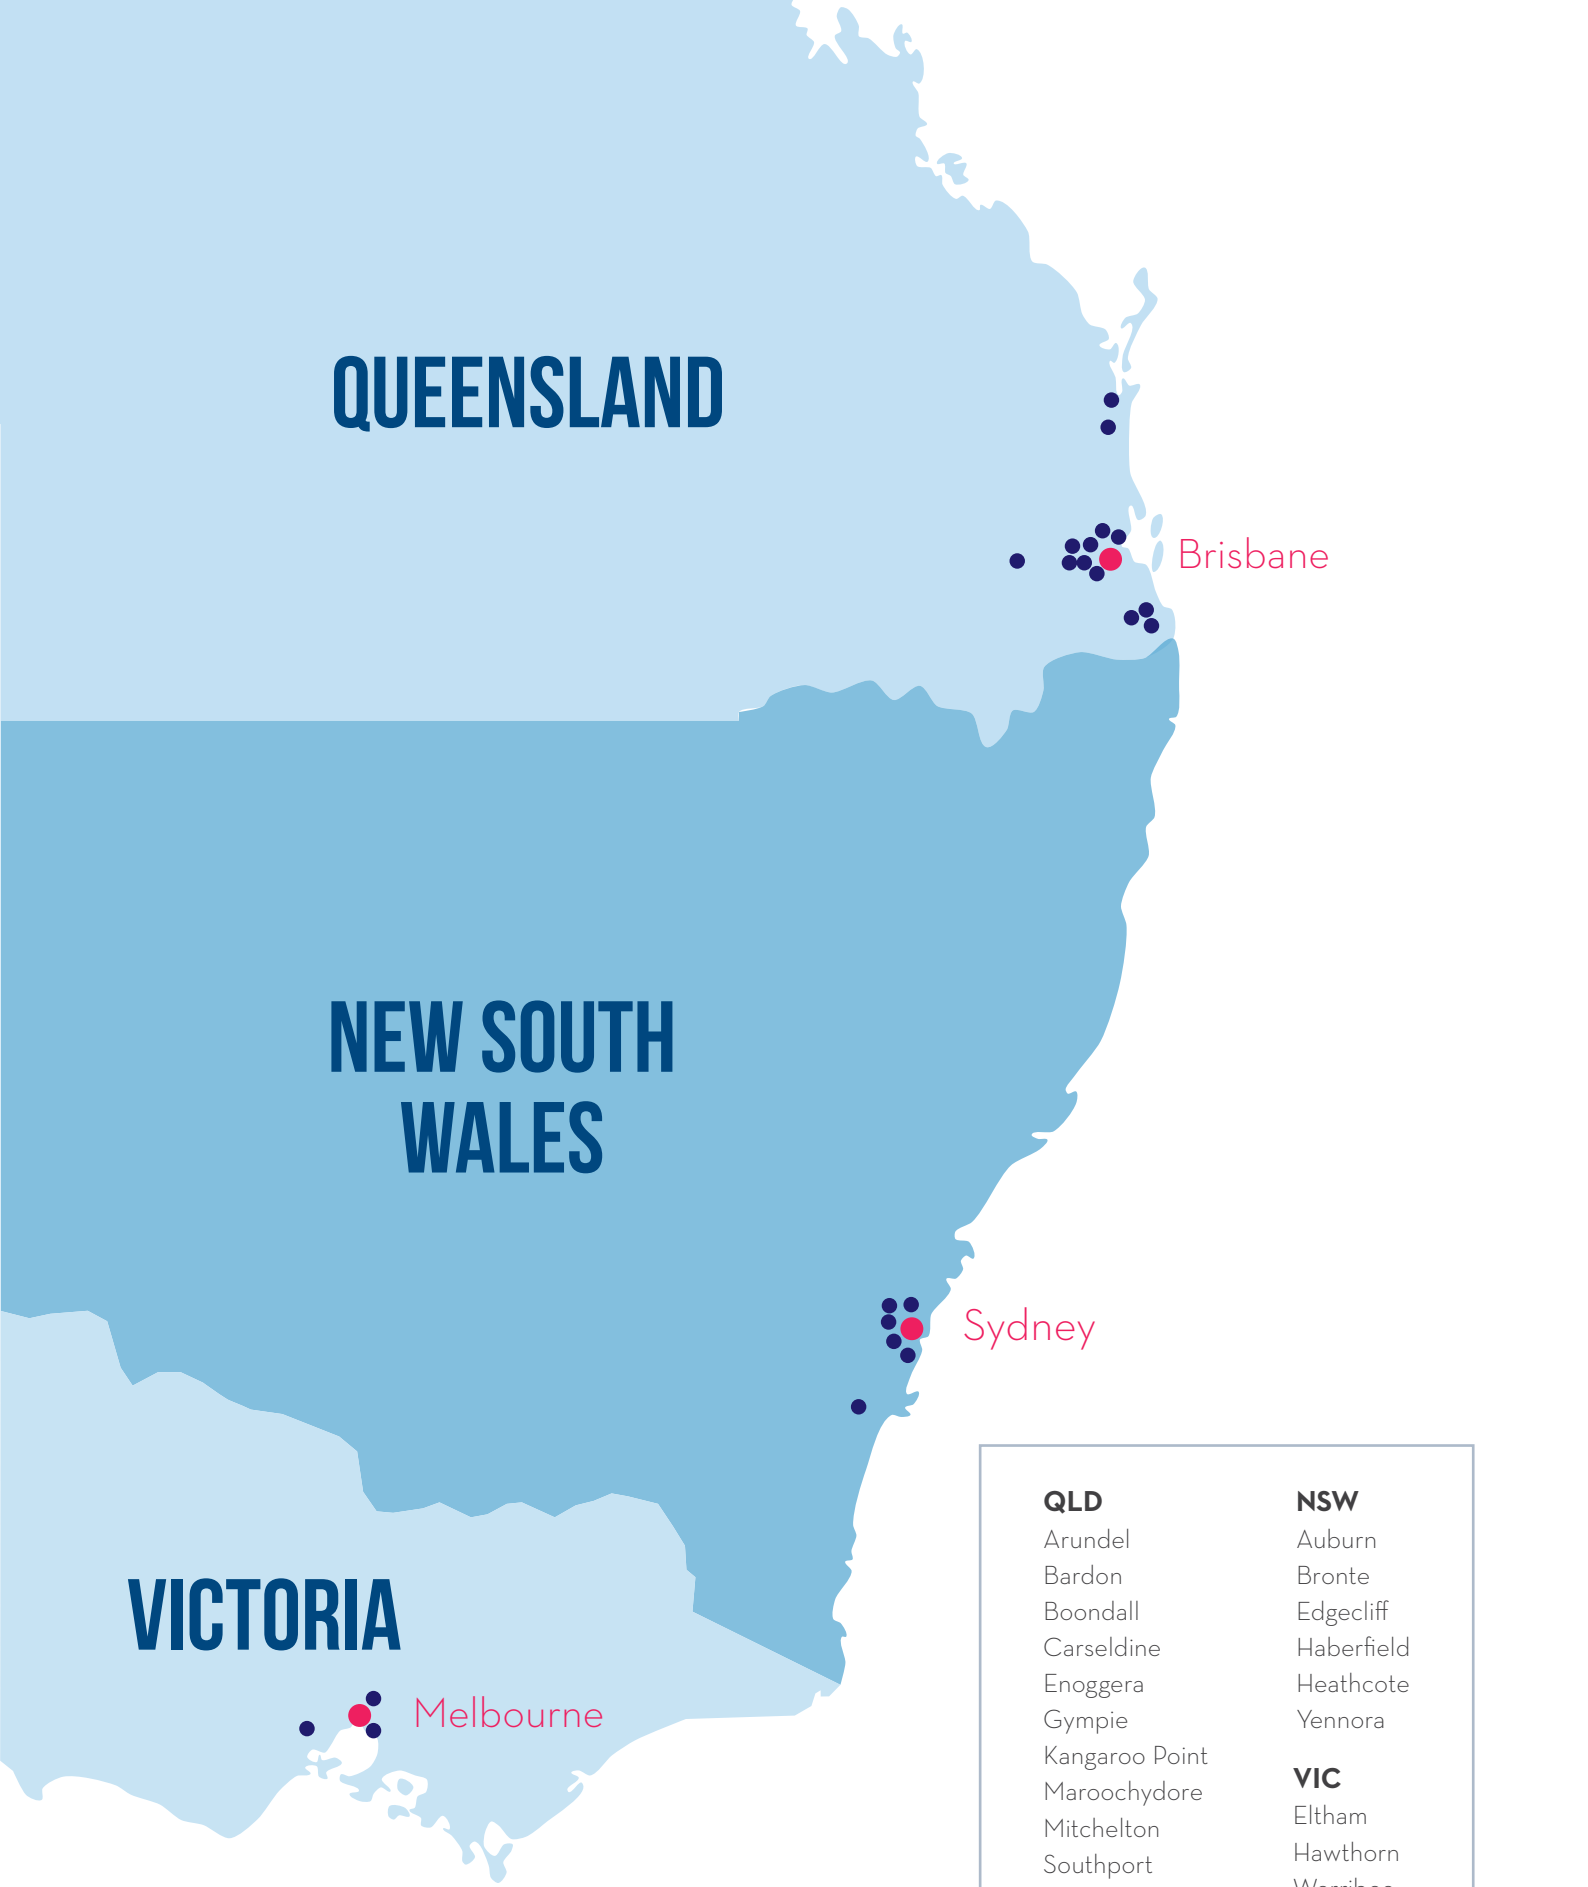 QUEENSLAND
Brisbane
NEW SOUTH
WALES
Sydney
VICTORIA
Melbourne
QLD
Arundel
Bardon
Boondall
Carseldine
Enoggera
Gympie
Kangaroo Point
Maroochydore
Mitchelton
Southport
NSW
Auburn
Bronte
Edgecliff
Haberfield
Heathcote
Yennora
VIC
Eltham
Hawthorn